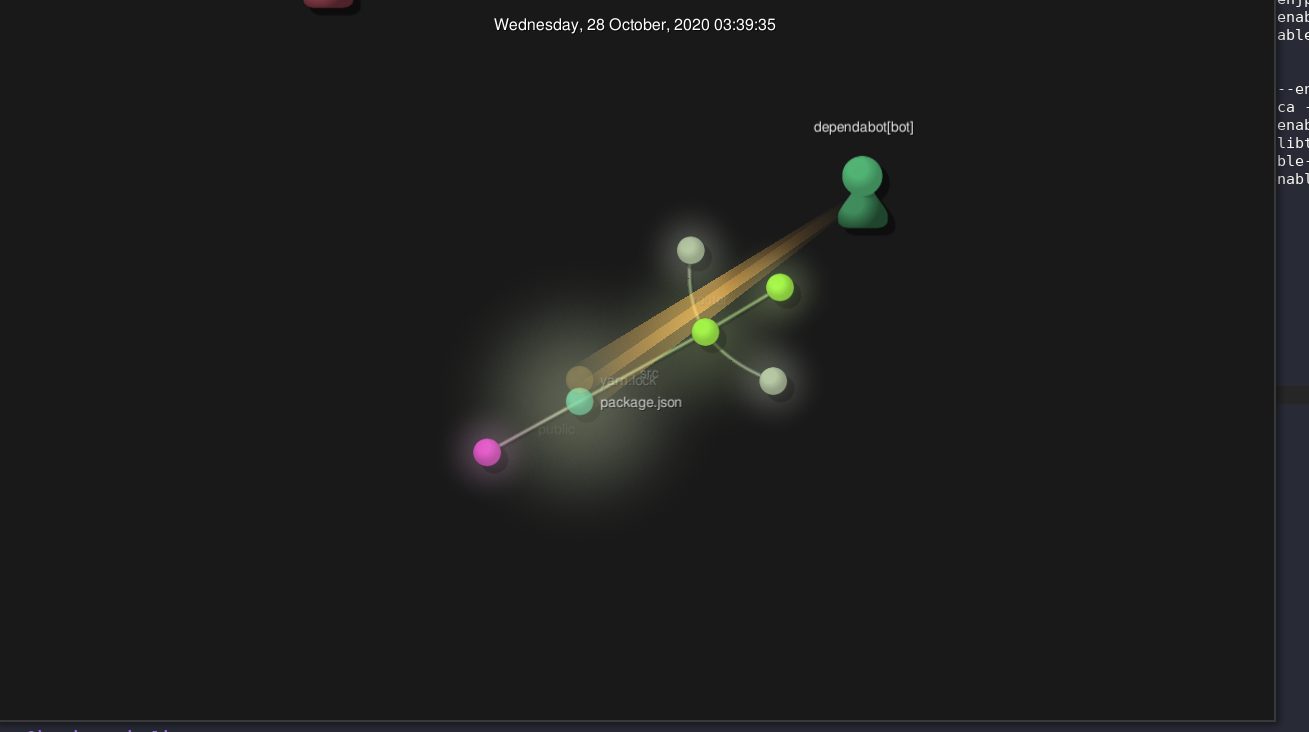 Wednesday, 28 October, 2020 03:39:35
dependabot[bot]
src
yarn.lock
package.json
public
enab
able
--en
ca -
enab
libt
ble-
nabl